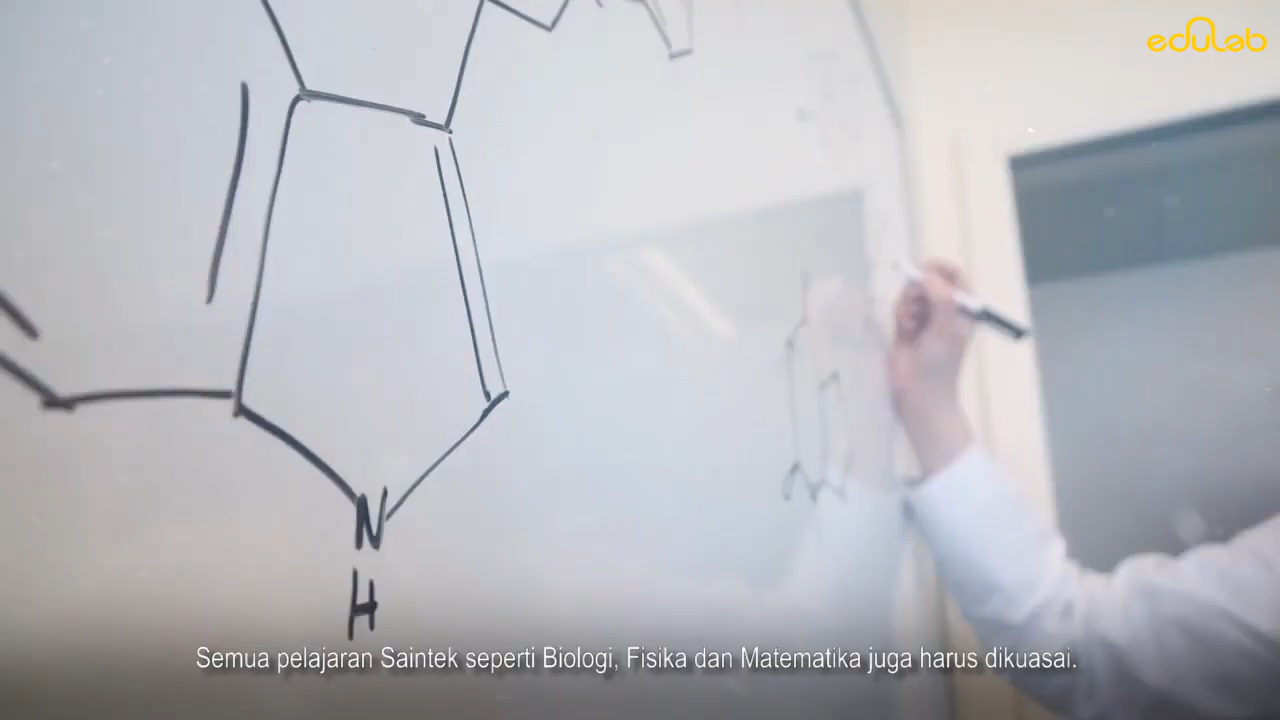 edulab
N
H
Semua pelajaran Saintek seperti Biologi, Fisika dan Matematika juga harus dikuasai.